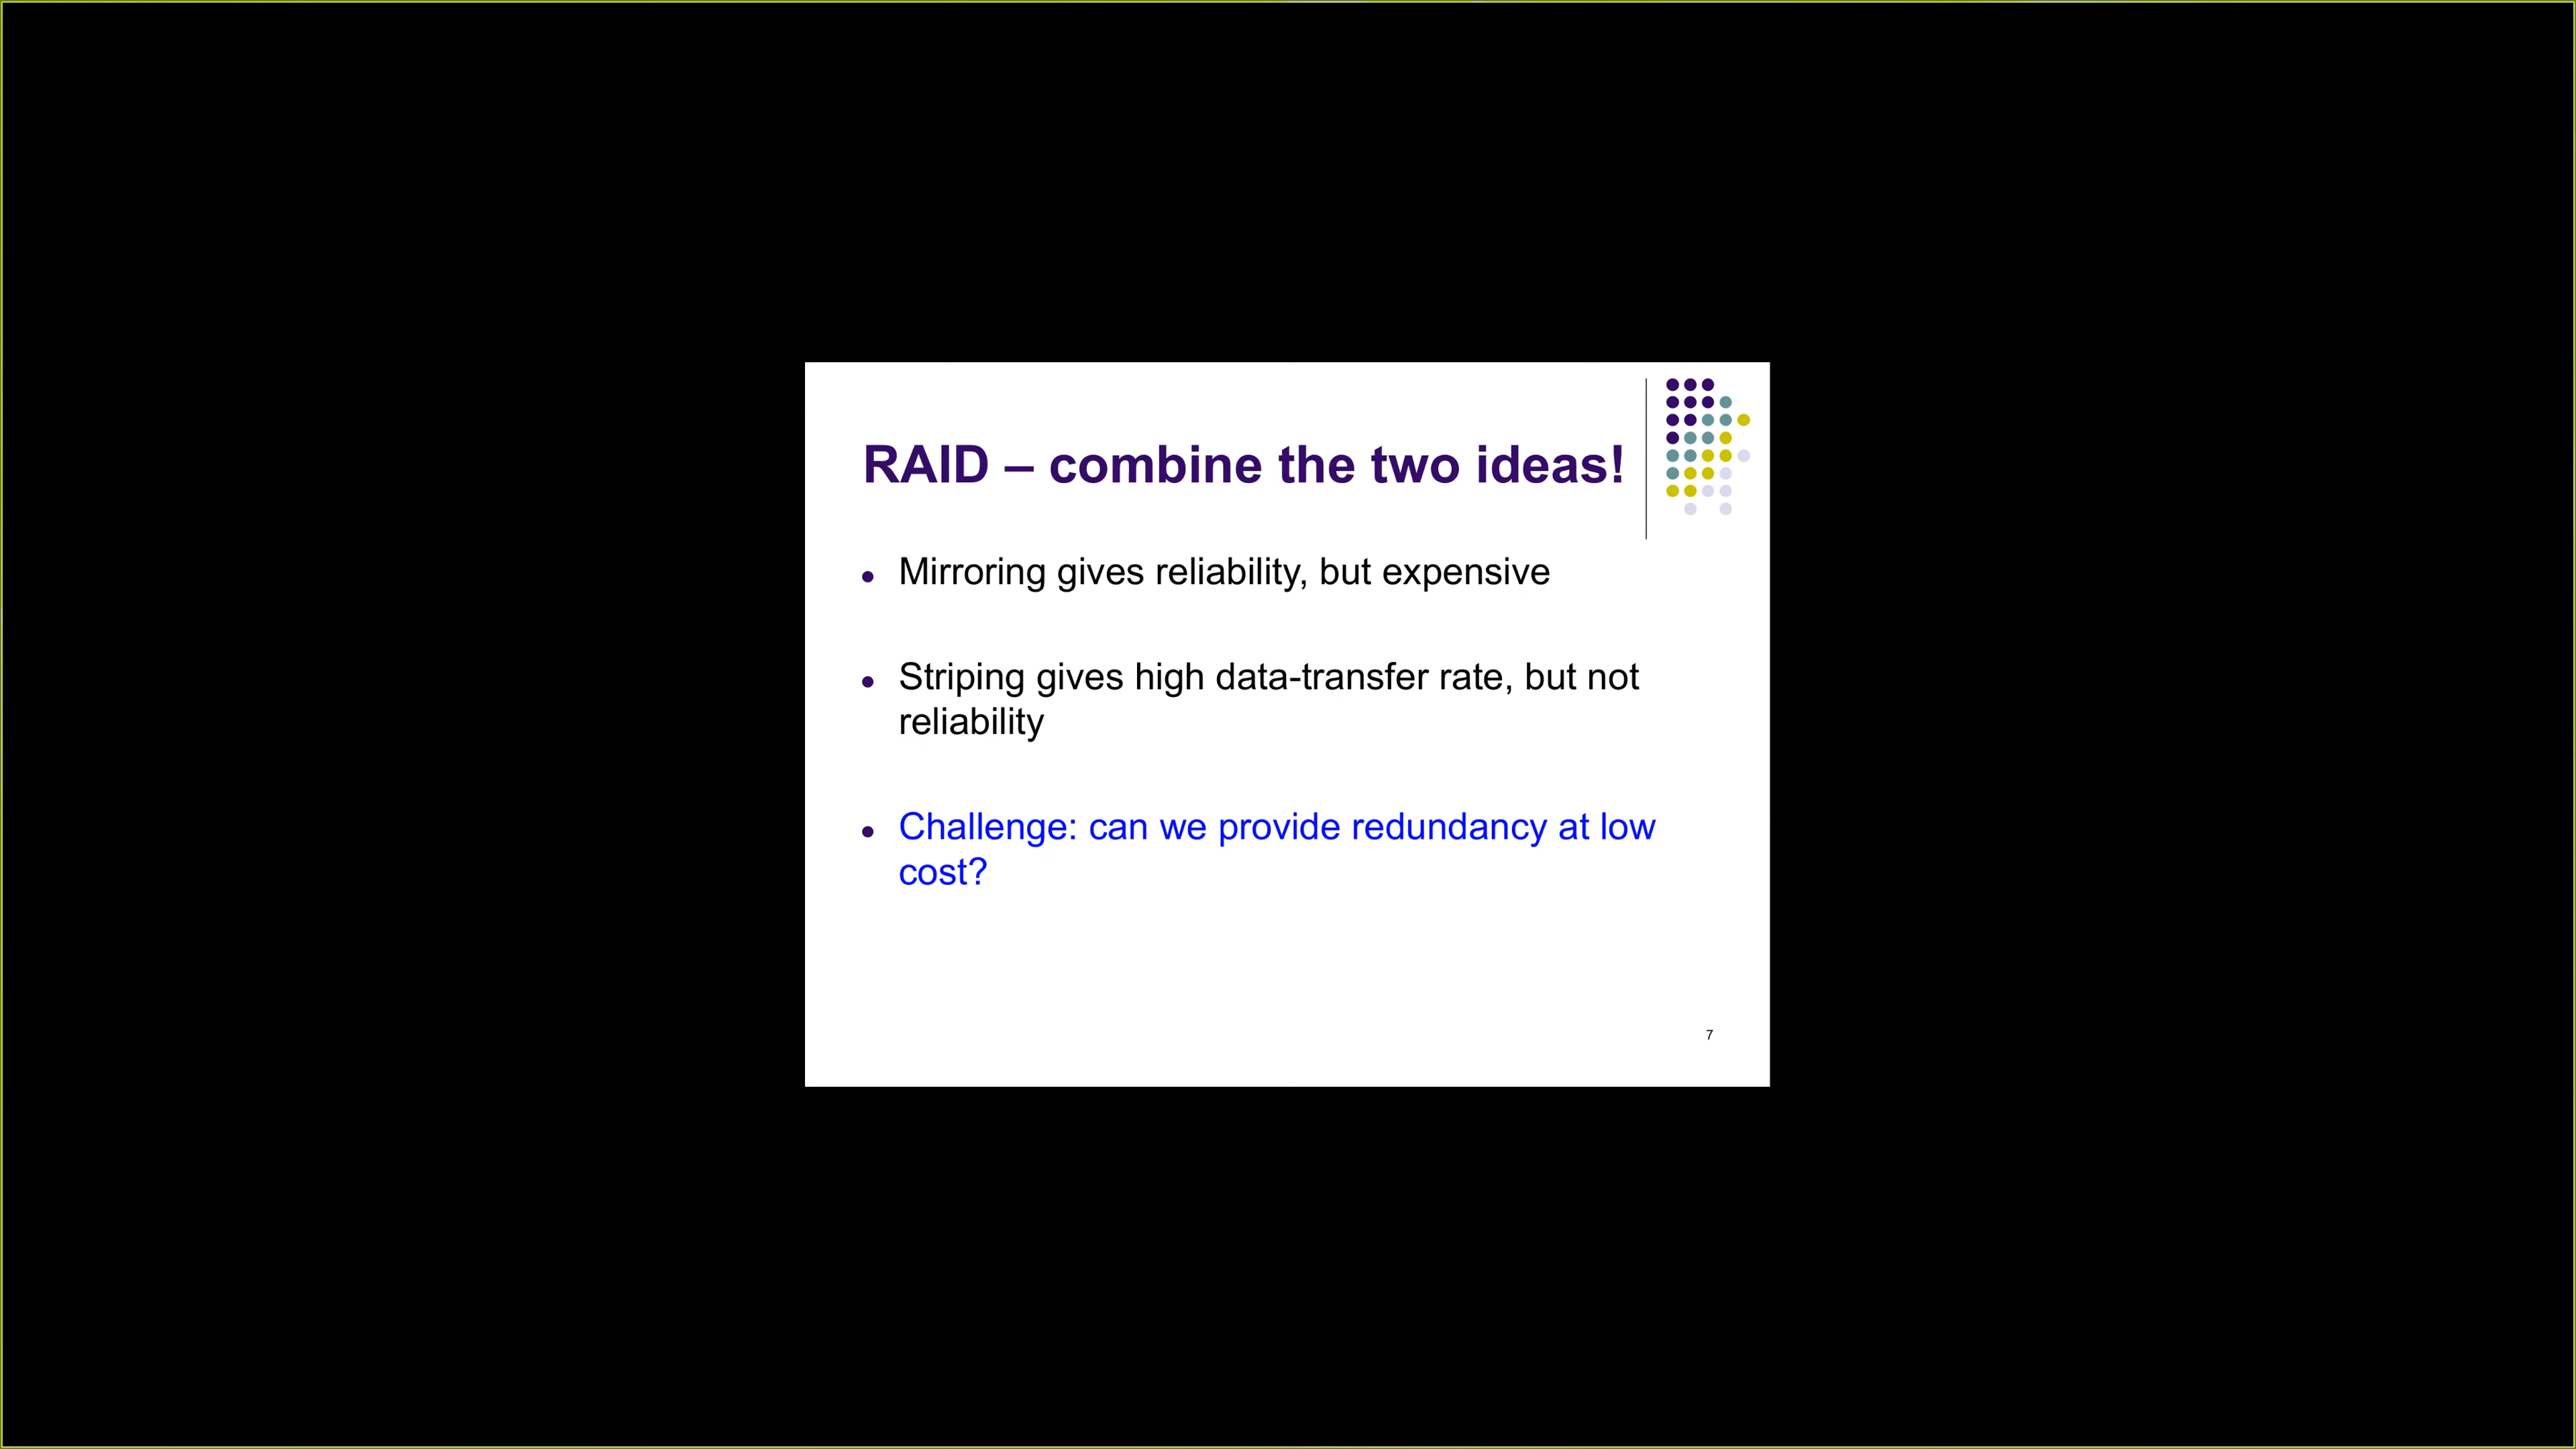 RAID – combine the two ideas!
Mirroring gives reliability, but expensive
Striping gives high data-transfer rate, but not
reliability
Challenge: can we provide redundancy at low
cost?
7